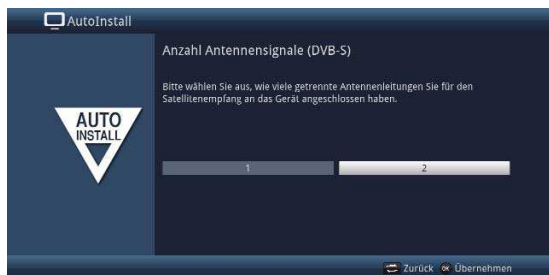 AutoInstall
Anzahl Antennensignale (DVB-S)
Bitte wählen Sie aus, wie viele getrennte Antennenleitungen Sie für den
Satellitenempfang an das Gerät angeschlossen haben.
AUTO
INSTALL
1
2
Zurück OK Übernehmen